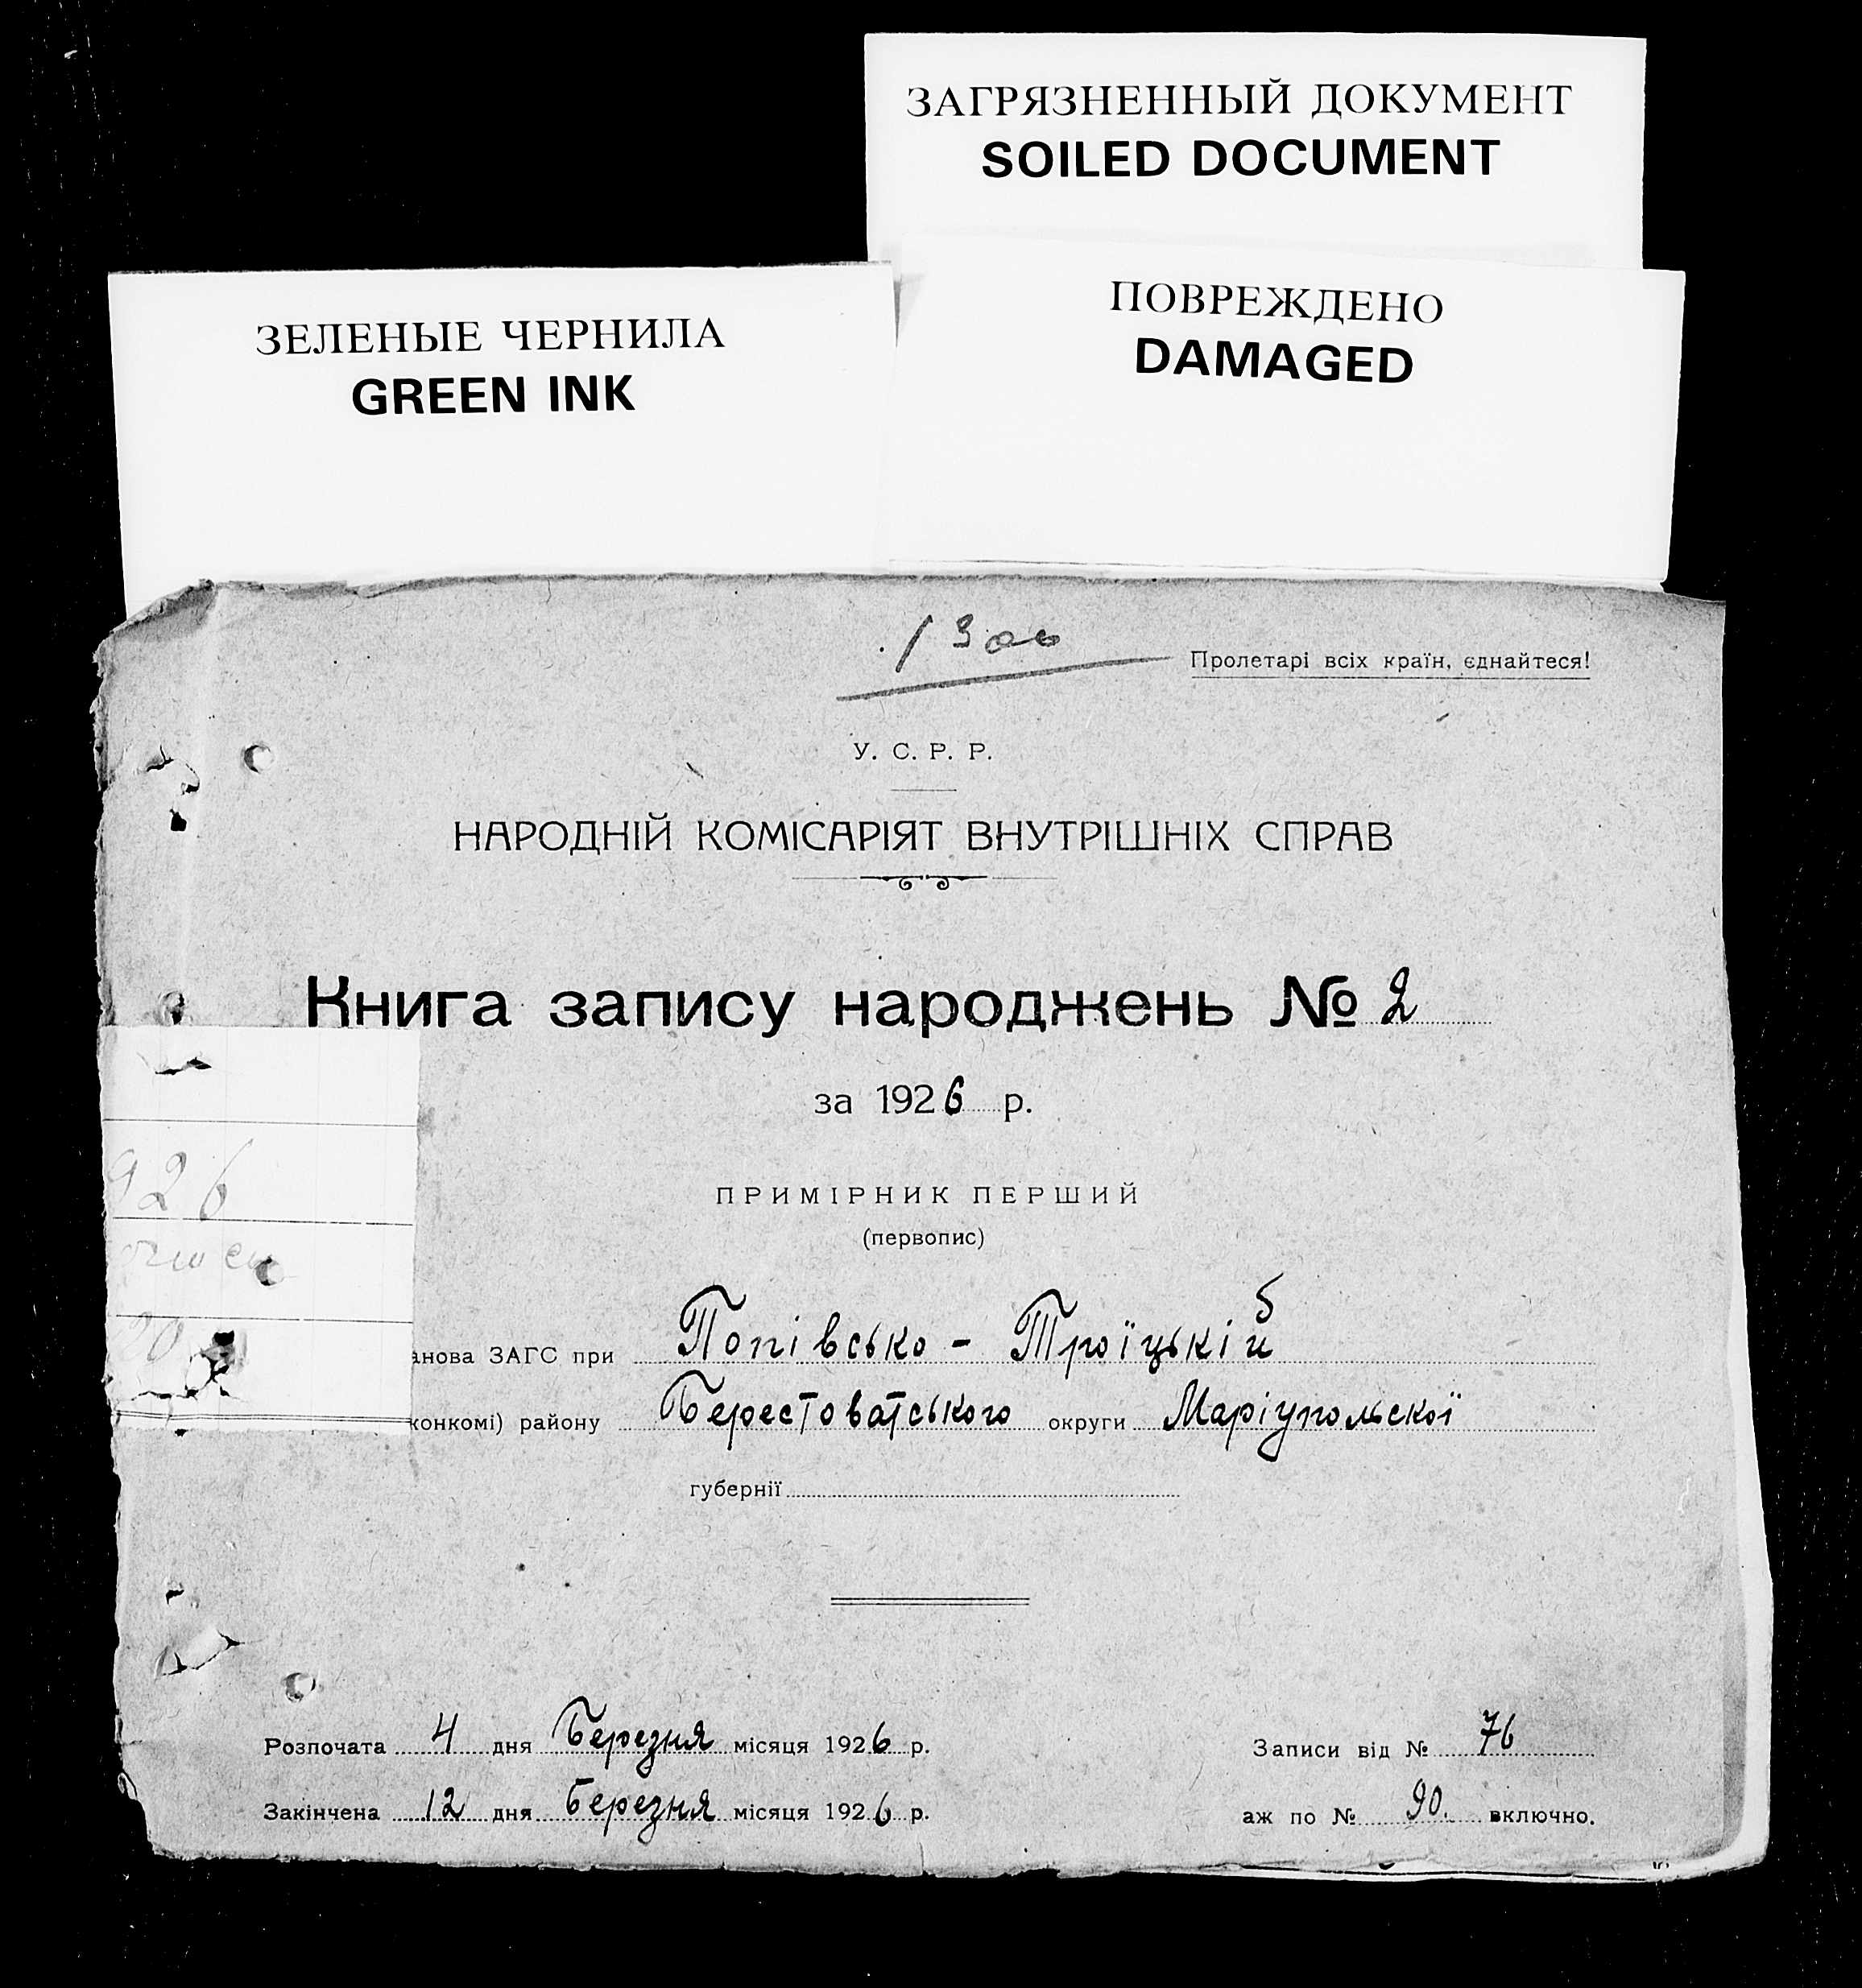 ЗАГРЯЗНЕННЫЙ ДОКУМЕНТ
SOILED DOCUMENT
ЗЕЛЕНЫЕ ЧЕРНИЛА
GREEN INK
ПОВРЕЖДЕНО
DAMAGED
Пролетарі всіх країн, єднайтеся!
У. С. Р. Р.
НАРОДНІЙ КОМІСАРІЯТ ВНУТРІШНІХ СПРАВ
Книга запису народжень № 2
за 1926 р.
926
ПРИМІРНИК ПЕРШИЙ
(первопис)
анова ЗАГС при Попівсько - Троїцькій
конкомі) району Берестоватського округи Маріупольскої
губернії
Розпочата 4 дня Березня місяця 1926 р.
Записи від № 76
Закінчена 12 дня Березня місяця 1926 р.
аж по № 90. включно.